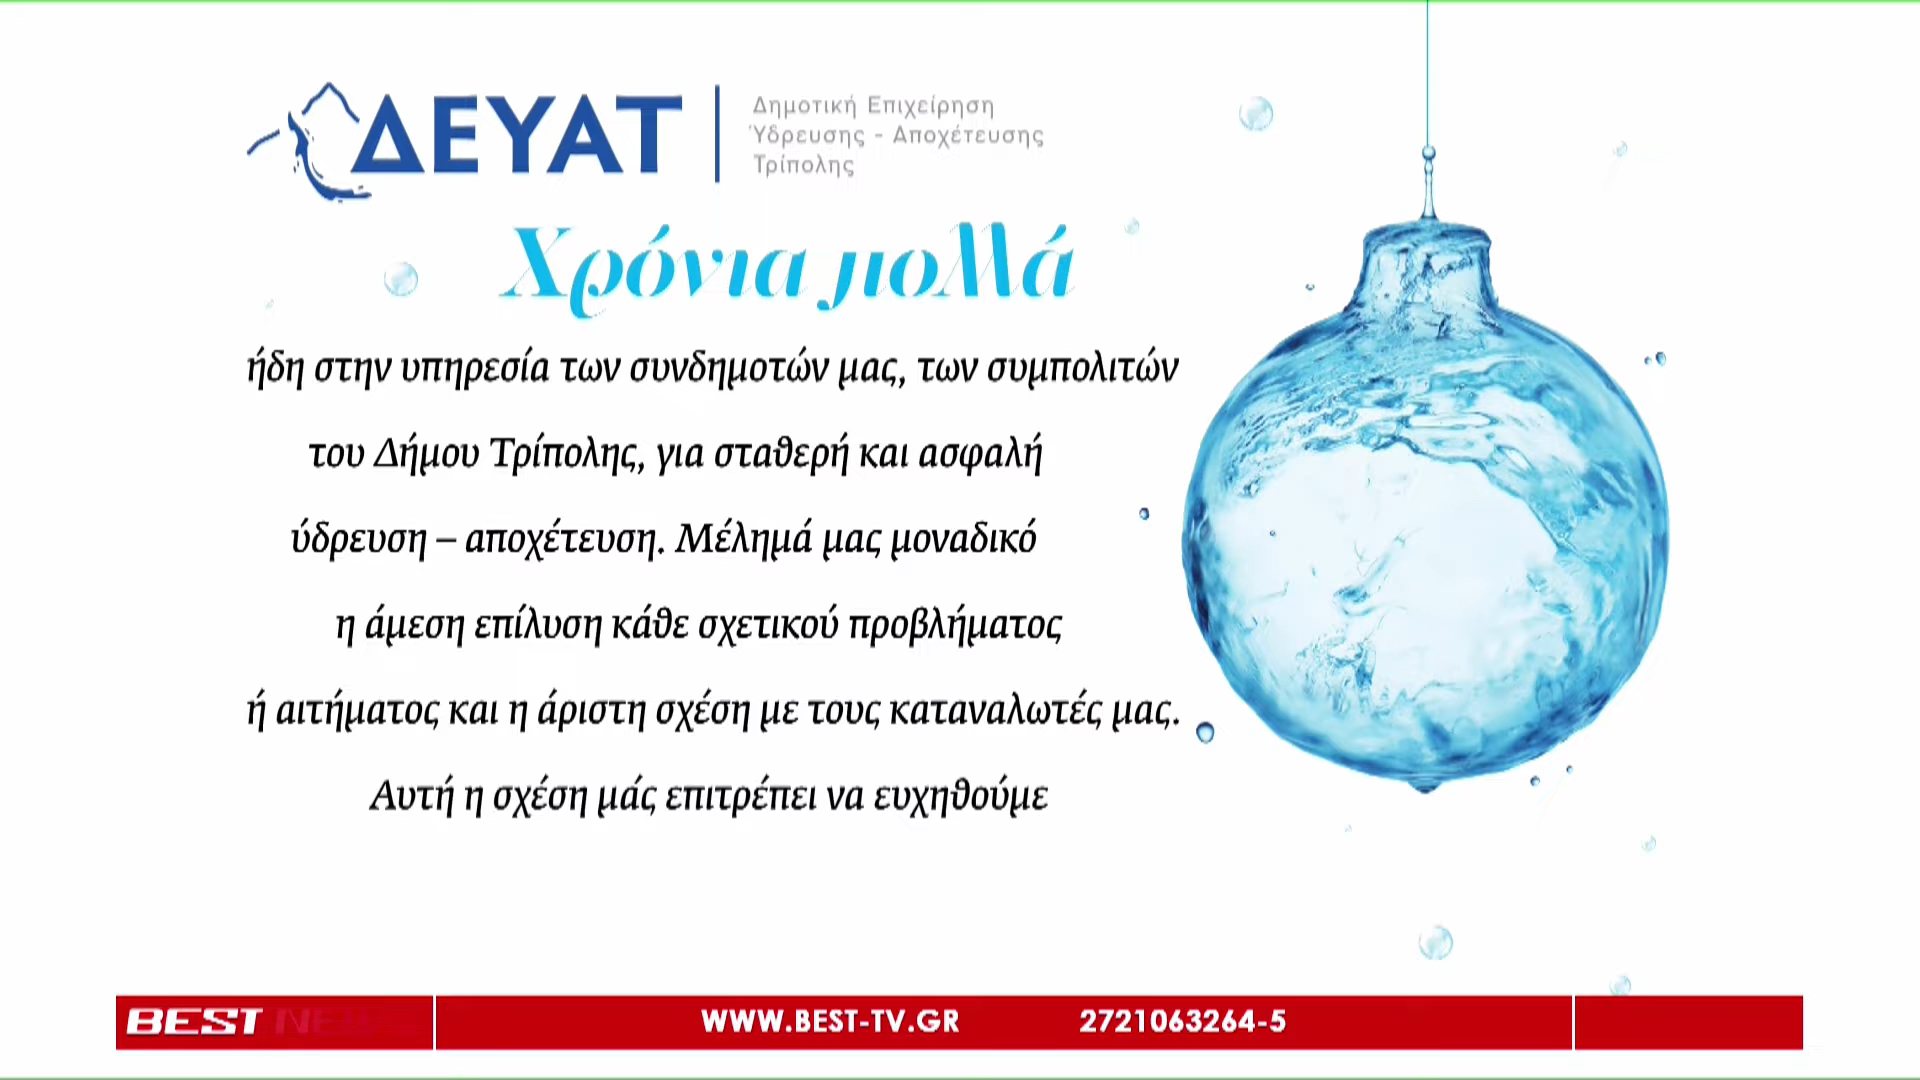 ΔΕΥΑΤ
Δημοτική Επιχείρηση
Ύδρευσης - Αποχέτευσης
Τρίπολης
Χρόνια πολλά
ήδη στην υπηρεσία των συνδημοτών μας, των συμπολιτών
του Δήμου Τρίπολης, για σταθερή και ασφαλή
ύδρευση – αποχέτευση. Μέλημά μας μοναδικό
η άμεση επίλυση κάθε σχετικού προβλήματος
ή αιτήματος και η άριστη σχέση με τους καταναλωτές μας.
Αυτή η σχέση μάς επιτρέπει να ευχηθούμε
BEST
WWW.BEST-TV.GR 2721063264-5